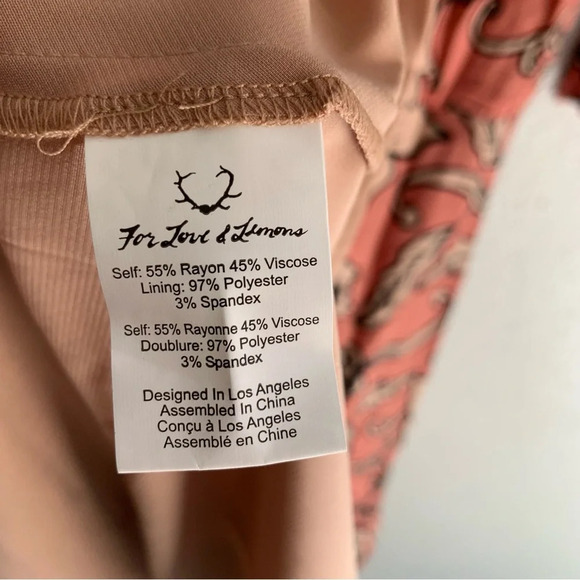 For Love & Lemons
Self: 55% Rayon 45% Viscose
Lining: 97% Polyester
3% Spandex
Self: 55% Rayonne 45% Viscose
Doublure: 97% Polyester
3% Spandex
Designed In Los Angeles
Assembled In China
Conçu à Los Angeles
Assemblé en Chine